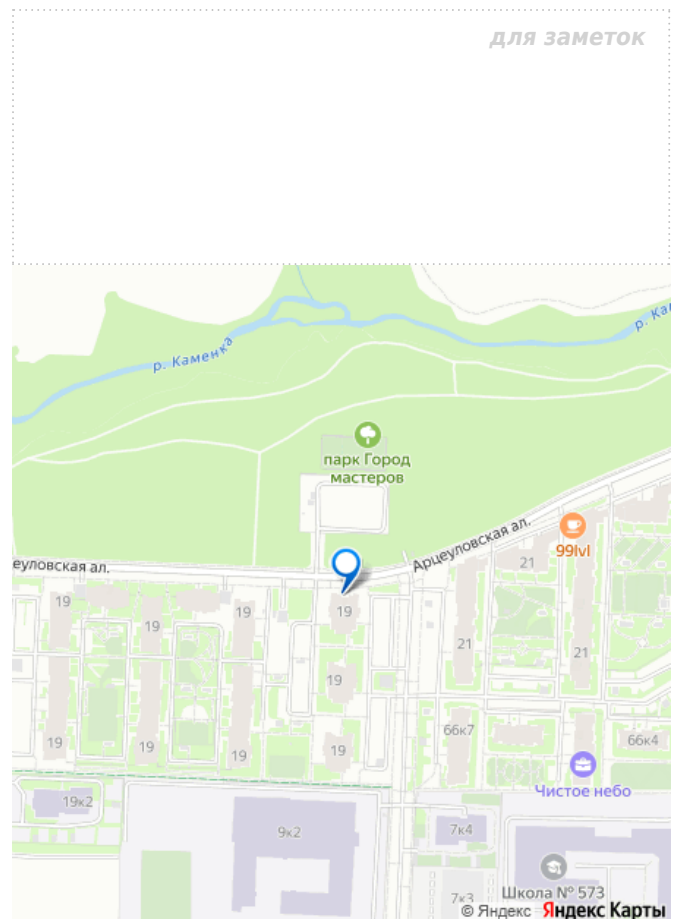 для заметок
р. Каменка
р. Ка
парк Город
мастеров
99lvl
Арцеуловская ал.
еуловская ал.
21
19
19
19
19
21
21
19
66к7
66к4
19
19
19
19
Чистое небо
19к2
9к2
7к4
Школа № 573
7к3
© Яндекс Яндекс Карты